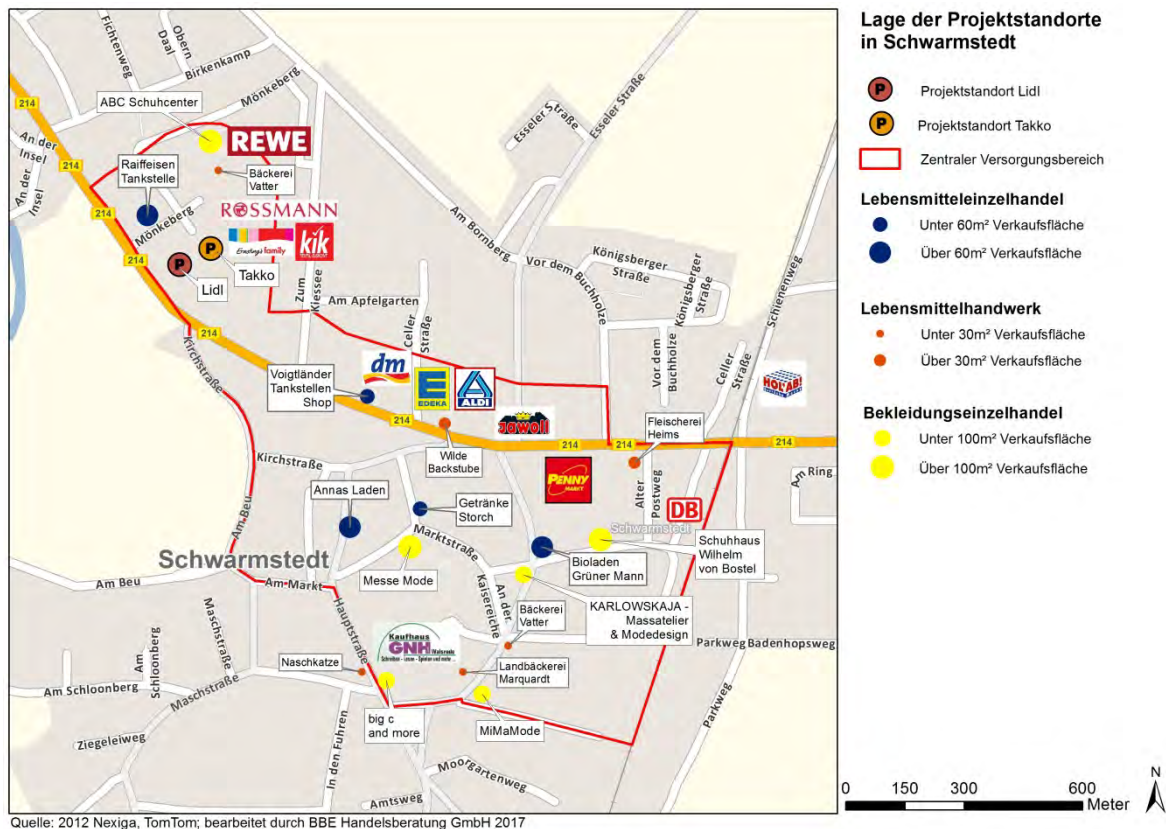 Lage der Projektstandorte
in Schwarmstedt
P Projektstandort Lidl
P Projektstandort Takko
Zentraler Versorgungsbereich
Lebensmitteleinzelhandel
Unter 60m² Verkaufsfläche
Über 60m² Verkaufsfläche
Lebensmittelhandwerk
Unter 30m² Verkaufsfläche
Über 30m² Verkaufsfläche
Bekleidungseinzelhandel
Unter 100m² Verkaufsfläche
Über 100m² Verkaufsfläche
0 150 300 600
Meter
N
214
Fichtenweg
Obern
Daal
Birkenkamp
Mönkeberg
ABC Schuhcenter
REWE
An der
Insel
An der
Insel
214
Raiffeisen
Tankstelle
Bäckerei
Vatter
214
214
ROSSMANN
Mönkeberg
Ernsting's family
kik
P
Takko
P
Lidl
214
Zum
Kiessee
Am Apfelgarten
Esseler Straße
Esseler Straße
Am Bornberg
Vor dem Buchholze
Königsberger
Straße
Königsberger
Straße
Schienenweg
214
Kirchstraße
Celler
Straße
Voigtländer
Tankstellen
Shop
dm
E
EDEKA
A
ALDI
Vor dem
Buchholze
Celler
Straße
HOL'AB!
214
Jawoll
214
214
214
Wilde
Backstube
Fleischerei
Heims
Kirchstraße
PENNY
MARKT
Alter
Postweg
Am Ring
Annas Laden
Getränke
Storch
DB
Schwarmstedt
Am Beu
Marktstraße
Schwarmstedt
Messe Mode
Bioladen
Grüner Mann
Schuhhaus
Wilhelm
von Bostel
Am Beu
Am Markt
An der
Kaisereiche
KARLOWSKAJA -
Massatelier
& Modedesign
Maschstraße
Hauptstraße
Bäckerei
Vatter
Kaufhaus
GNH
Parkweg
Badenhopsweg
Am
Schloonberg
Naschkatze
Landbäckerei
Marquardt
Am Schloonberg
Maschstraße
Parkweg
big c
and more
MiMaMode
Ziegeleiweg
In den Fuhren
Moorgartenweg
Amtsweg
Quelle: 2012 Nexiga, TomTom; bearbeitet durch BBE Handelsberatung GmbH 2017